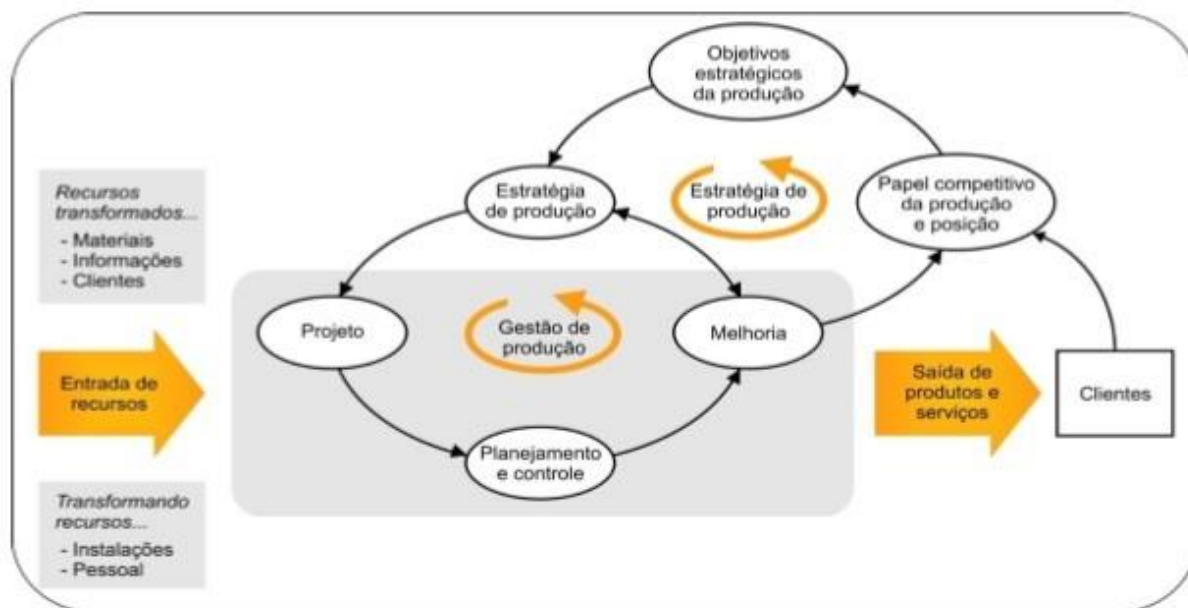 Objetivos
estratégicos
da produção
Recursos
transformados...
- Materiais
- Informações
- Clientes
Estratégia
de produção
Estratégia de
produção
Papel competitivo
da produção
e posição
Entrada de
recursos
Projeto
Gestão de
produção
Melhoria
Planejamento
e controle
Saída de
produtos e
serviços
Clientes
Transformando
recursos...
- Instalações
- Pessoal